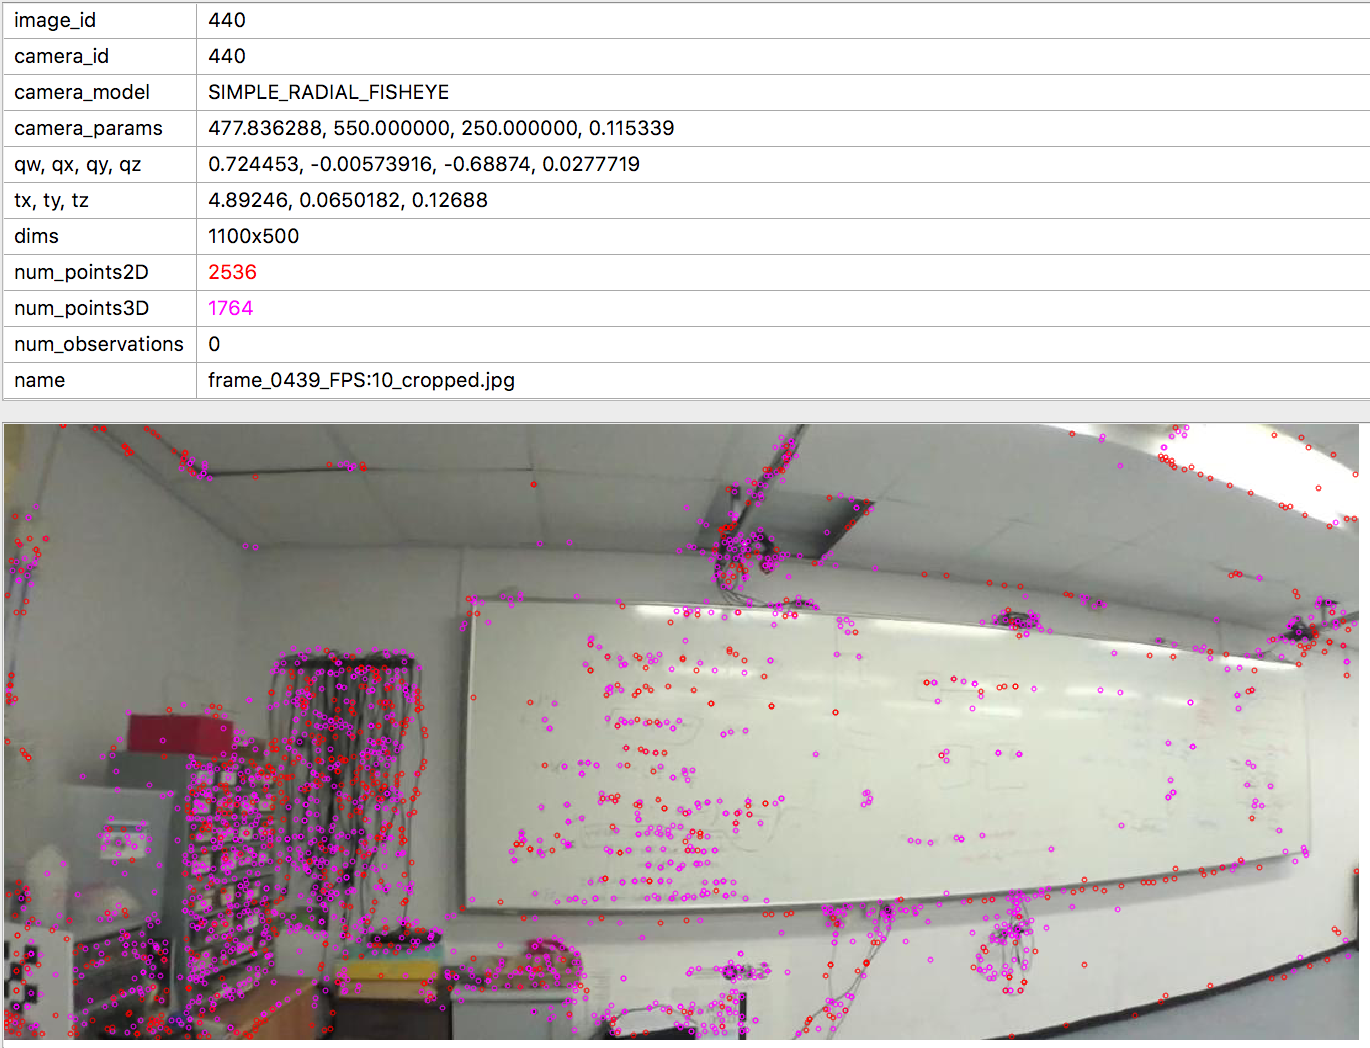 image_id 440
camera_id 440
camera_model SIMPLE_RADIAL_FISHEYE
camera_params 477.836288, 550.000000, 250.000000, 0.115339
qw, qx, qy, qz 0.724453, -0.00573916, -0.68874, 0.0277719
tx, ty, tz 4.89246, 0.0650182, 0.12688
dims 1100x500
num_points2D 2536
num_points3D 1764
num_observations 0
name frame_0439_FPS:10_cropped.jpg